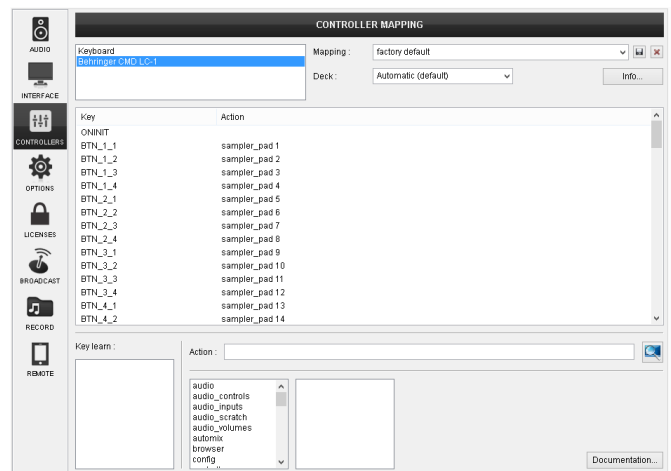 CONTROLLER MAPPING
AUDIO
INTERFACE
CONTROLLERS
OPTIONS
LICENSES
BROADCAST
RECORD
REMOTE
Keyboard
Behringer CMD LC-1
Mapping : factory default
Deck : Automatic (default)
Info...
Key Action
ONINIT
BTN_1_1 sampler_pad 1
BTN_1_2 sampler_pad 2
BTN_1_3 sampler_pad 3
BTN_1_4 sampler_pad 4
BTN_2_1 sampler_pad 5
BTN_2_2 sampler_pad 6
BTN_2_3 sampler_pad 7
BTN_2_4 sampler_pad 8
BTN_3_1 sampler_pad 9
BTN_3_2 sampler_pad 10
BTN_3_3 sampler_pad 11
BTN_3_4 sampler_pad 12
BTN_4_1 sampler_pad 13
BTN_4_2 sampler_pad 14
Key learn :
Action :
audio
audio_controls
audio_inputs
audio_scratch
audio_volumes
automix
browser
config
Documentation...